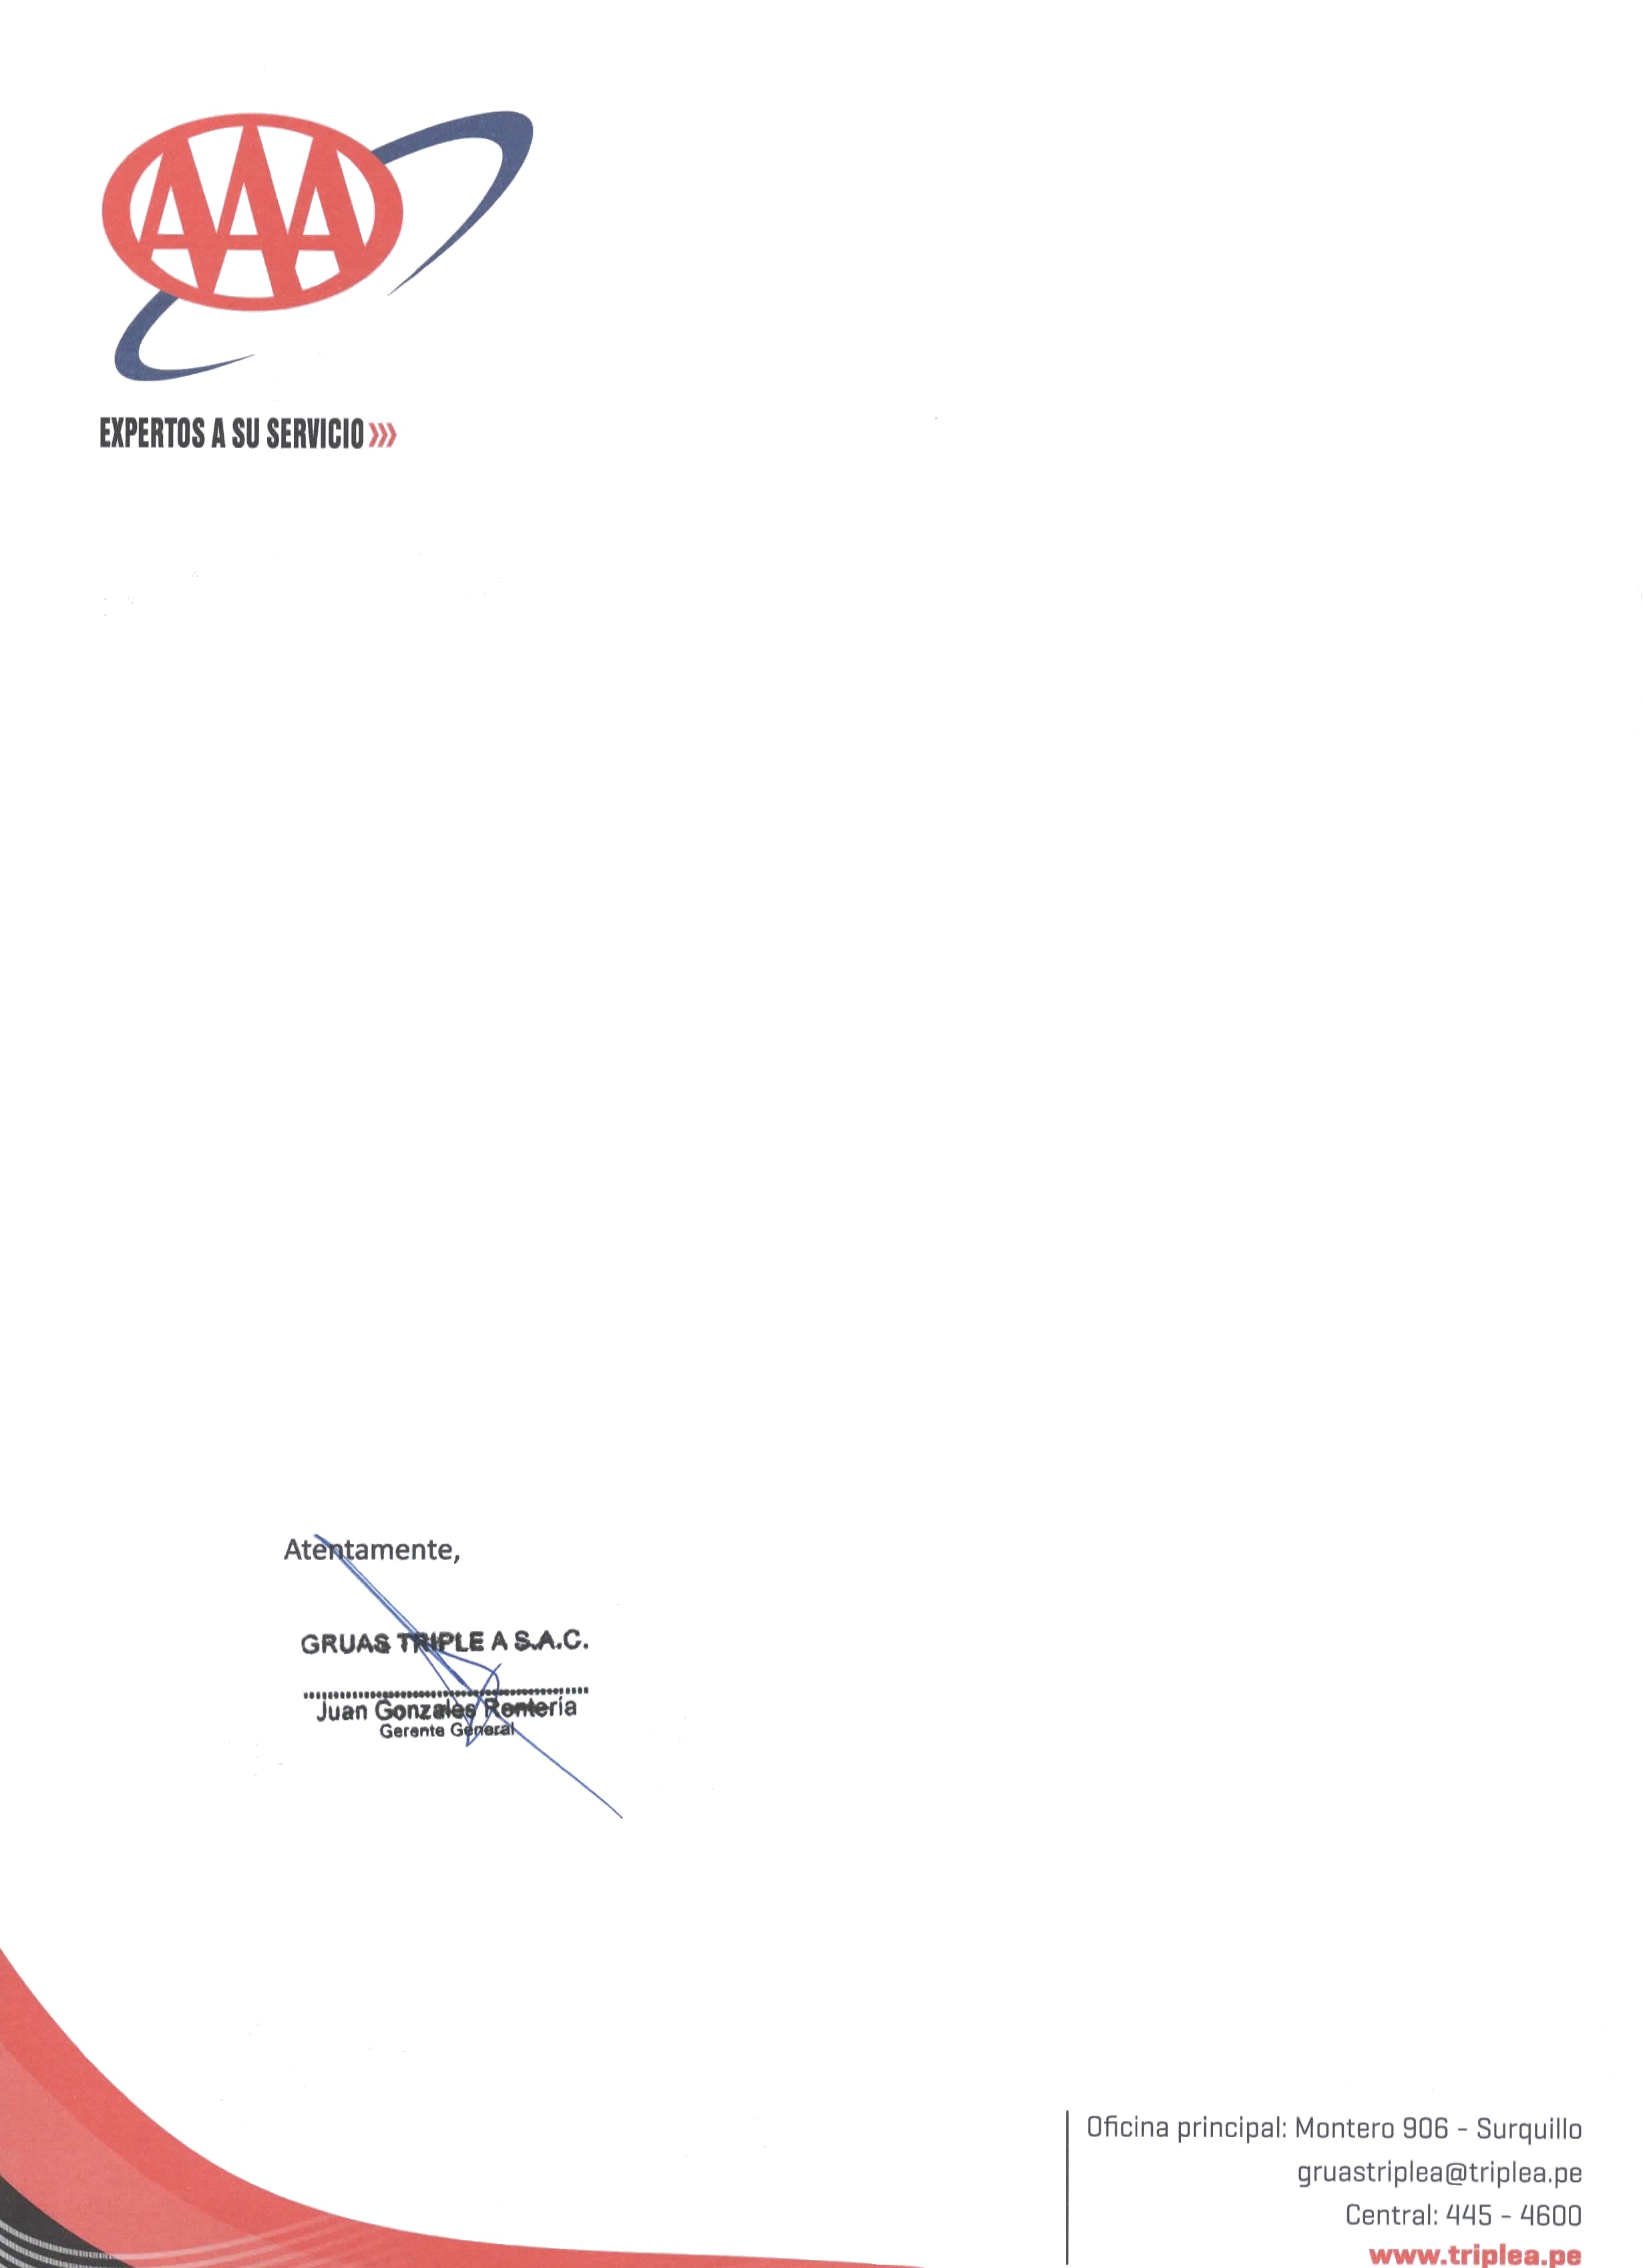 AAA
EXPERTOS A SU SERVICIO
Atentamente,
GRUAS TRIPLE A S.A.C.
Juan Gonzales Rentería
Gerente General
Oficina principal: Montero 906 - Surquillo
gruastriplea@triplea.pe
Central: 445 - 4600
www.triplea.pe